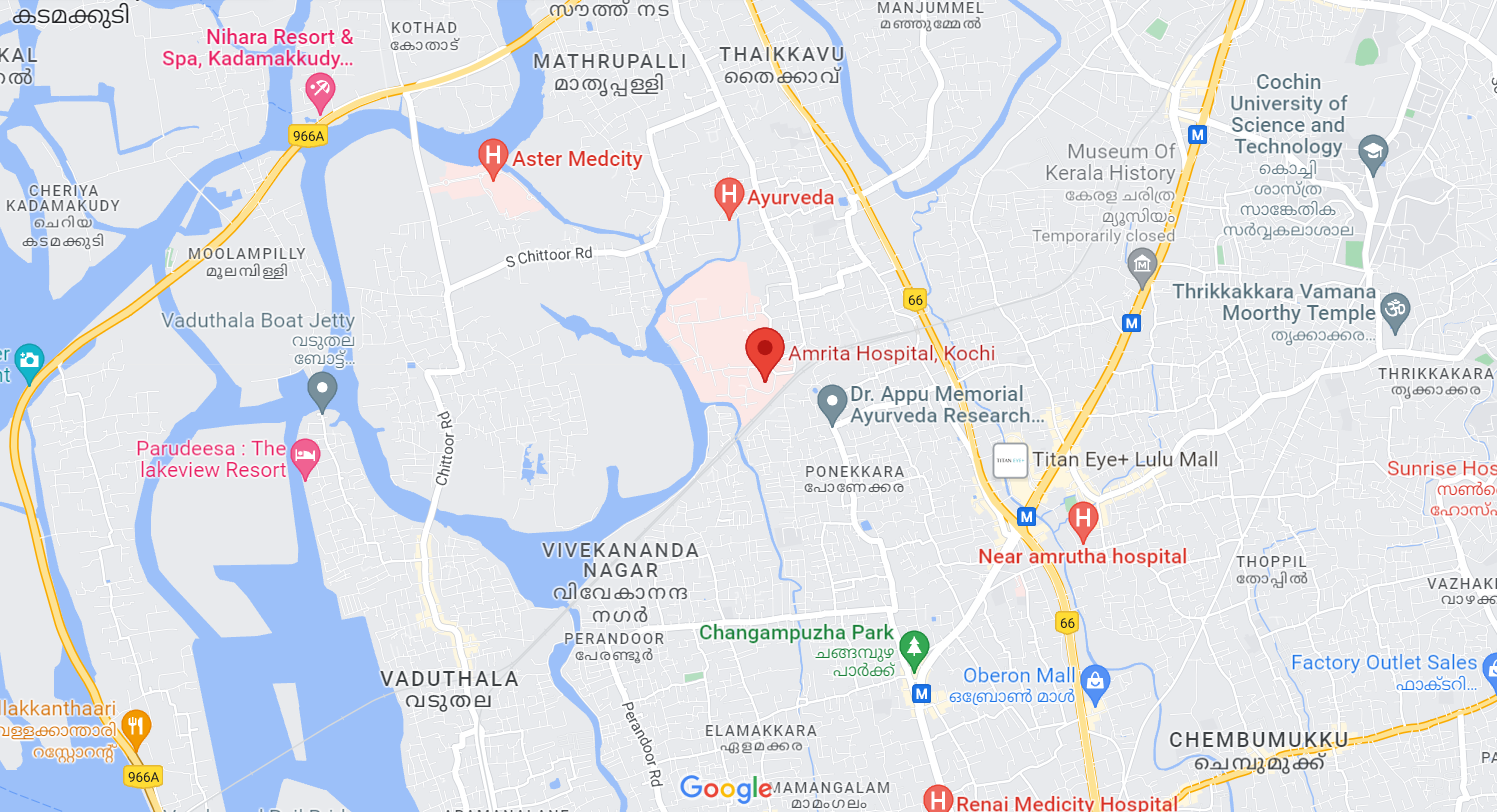 കടമക്കുടി
KOTHAD
കോതാട്
സൗത്ത് നട
MANJUMMEL
മഞ്ഞുമ്മേൽ
Nihara Resort &
Spa, Kadamakkudy...
MATHRUPALLI
മാതൃപ്പള്ളി
THAIKKAVU
തൈക്കാവ്
966A
Cochin
University of
Science and
Technology
കൊച്ചി
ശാസ്ത്ര
സാങ്കേതിക
സർവ്വകലാശാല
M
Aster Medcity
Museum Of
Kerala History
കേരള ചരിത്ര
മ്യൂസിയം
Temporarily closed
Ayurveda
CHERIYA
KADAMAKUDY
ചെറിയ
കടമക്കുടി
MOOLAMPILLY
മൂലമ്പിള്ളി
S Chittoor Rd
66
Thrikkakkara Vamana
Moorthy Temple
തൃക്കാക്കര...
M
Vaduthala Boat Jetty
വടുതല
ബോട്ട്...
Amrita Hospital, Kochi
THRIKKAKARA
തൃക്കാക്കര
Dr. Appu Memorial
Ayurveda Research...
Chittoor Rd
Parudeesa : The
lakeview Resort
PONEKKARA
പോണേക്കര
TITAN EYE+
Titan Eye+ Lulu Mall
Sunrise Hos
സൺറൈ
ഹോസ്പ
M
Near amrutha hospital
VIVEKANANDA
NAGAR
വിവേകാനന്ദ
നഗർ
THOPPIL
തോപ്പിൽ
VAZHAK
വാഴക്ക
PERANDOOR
പേരണ്ടൂർ
66
Changampuzha Park
ചങ്ങമ്പുഴ
പാർക്ക്
VADUTHALA
വടുതല
M
Oberon Mall
ഒബ്രോൺ മാൾ
Factory Outlet Sales
ഫാക്ടറി...
Perandoor Rd
llakkanthaari
വെള്ളക്കാന്താരി
റസ്റ്റോറന്റ്
ELAMAKKARA
ഏളമക്കര
CHEMBUMUKKU
ചെമ്പുമുക്ക്
966A
Google
MAMANGALAM
മാമംഗലം
Renai Medicity Hospital